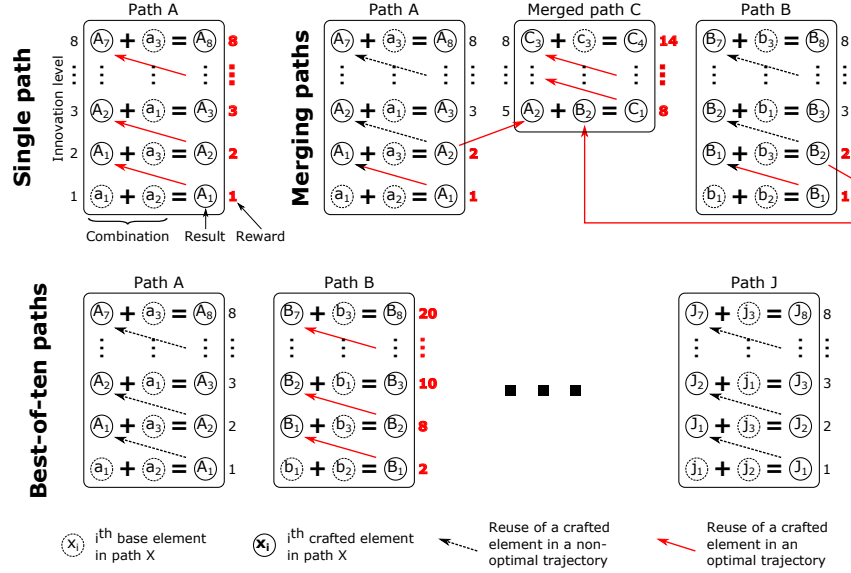 Single path
Innovation level
Path A
8 A7 + a3 = A8 8
⋮ ⋮ ⋮ ⋮ ⋮
3 A2 + a1 = A3 3
2 A1 + a3 = A2 2
1 a1 + a2 = A1 1
Combination Result Reward
Merging paths
Path A
A7 + a3 = A8 8
⋮ ⋮ ⋮ ⋮
A2 + a1 = A3 3
A1 + a3 = A2 2
a1 + a2 = A1 1
Merged path C
8 C3 + c3 = C4 14
⋮ ⋮ ⋮ ⋮ ⋮
5 A2 + B2 = C1 8
Path B
B7 + b3 = B8 8
⋮ ⋮ ⋮ ⋮
B2 + b1 = B3 3
B1 + b3 = B2 2
b1 + b2 = B1 1
Best-of-ten paths
Path A
A7 + a3 = A8 8
⋮ ⋮ ⋮ ⋮
A2 + a1 = A3 3
A1 + a3 = A2 2
a1 + a2 = A1 1
Path B
B7 + b3 = B8 20
⋮ ⋮ ⋮ ⋮
B2 + b1 = B3 10
B1 + b3 = B2 8
b1 + b2 = B1 2
Path J
J7 + j3 = J8 8
⋮ ⋮ ⋮ ⋮
J2 + j1 = J3 3
J1 + j3 = J2 2
j1 + j2 = J1 1
xi
ith base element
in path X
xi
ith crafted element
in path X
Reuse of a crafted
element in a non-
optimal trajectory
Reuse of a crafted
element in an
optimal trajectory